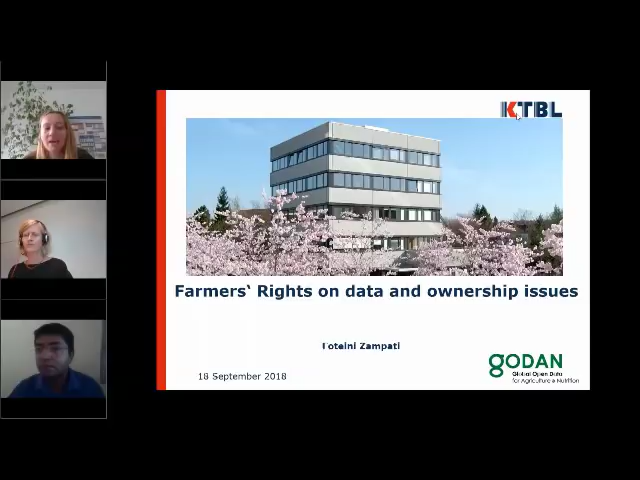 KTBL
Farmers' Rights on data and ownership issues
Foteini Zampati
18 September 2018
GODAN
Global Open Data
for Agriculture & Nutrition